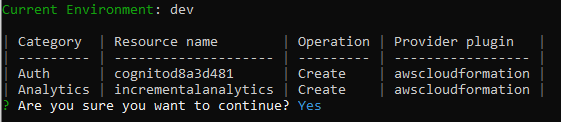 Current Environment: dev
| Category | Resource name | Operation | Provider plugin |
| --------- | -------------------- | --------- | ----------------- |
| Auth | cognitod8a3d481 | Create | awscloudformation |
| Analytics | incrementalanalytics | Create | awscloudformation |
? Are you sure you want to continue? Yes